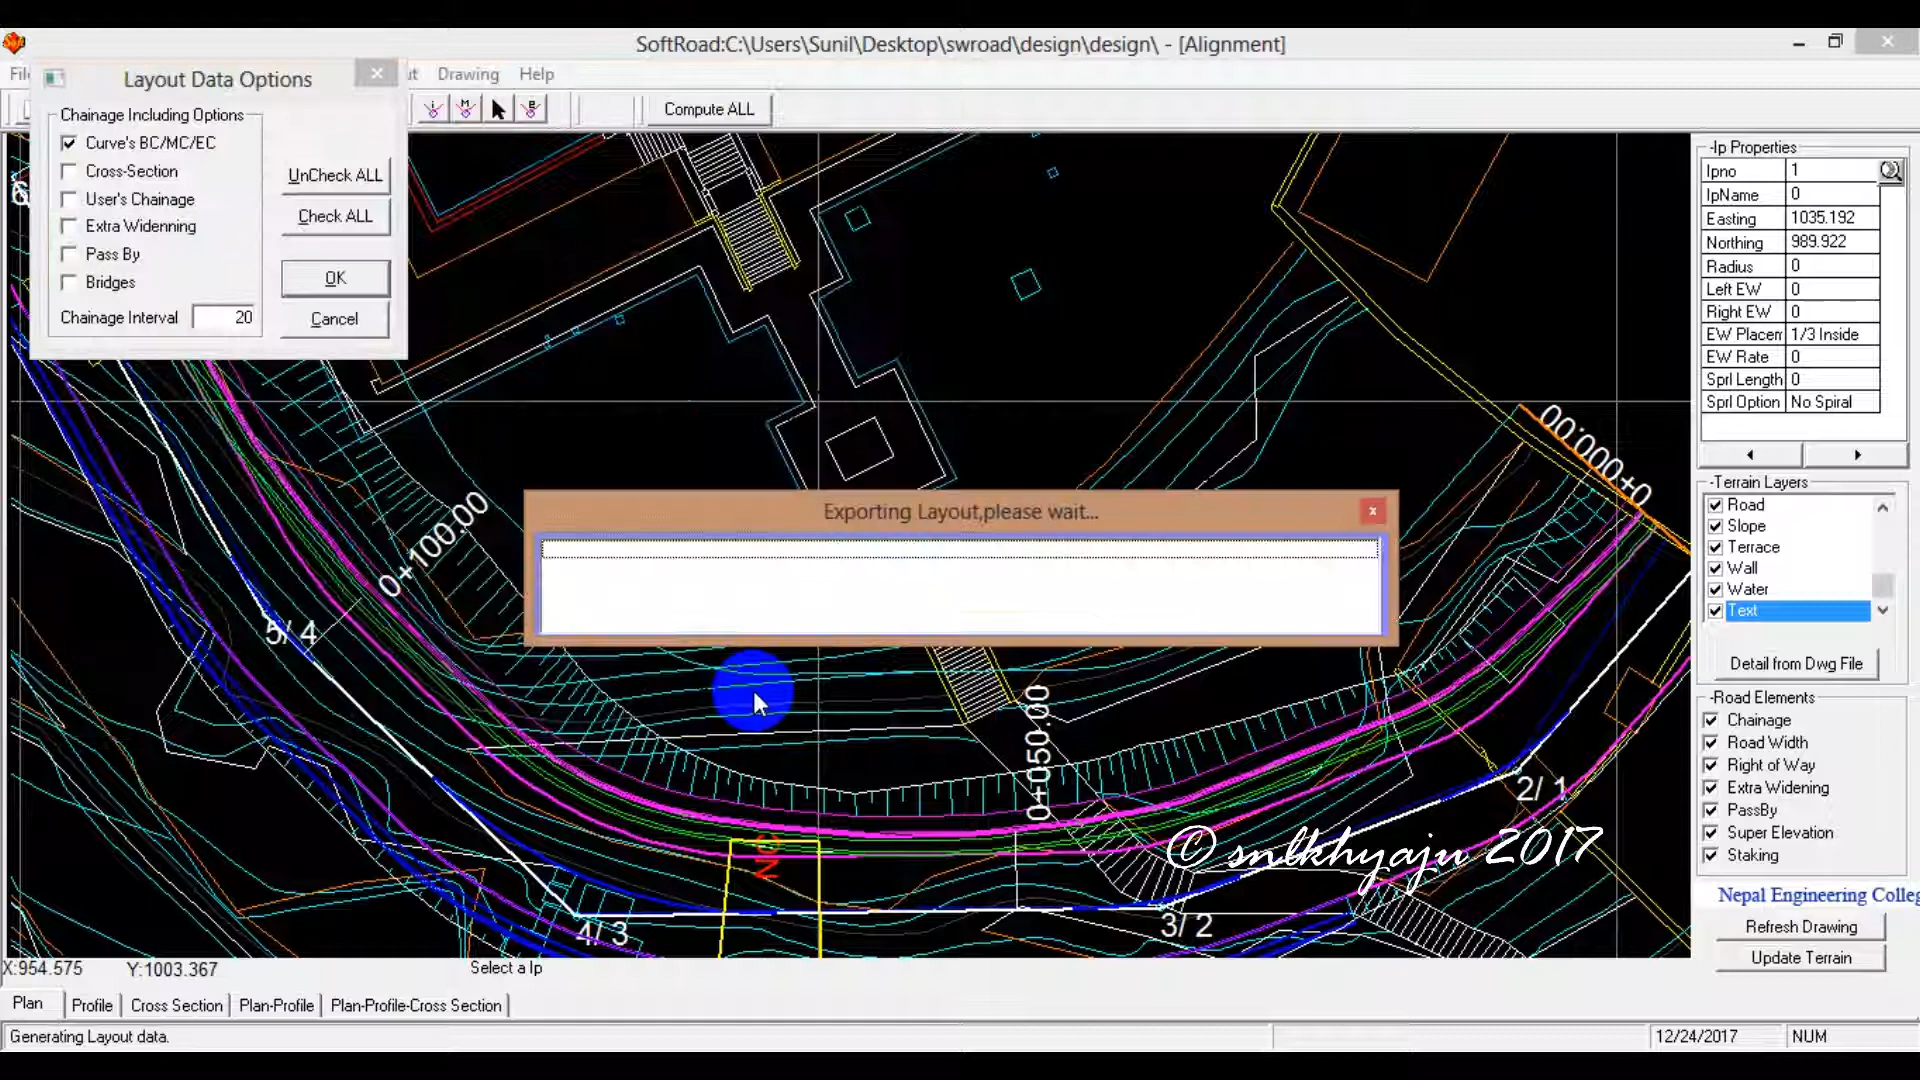 SoftRoad:C:\Users\Sunil\Desktop\swroad\design\design\ - [Alignment]
Drawing Help
Layout Data Options
Compute ALL
Chainage Including Options
Curve's BC/MC/EC
Cross-Section
User's Chainage
Extra Widenning
Pass By
Bridges
Chainage Interval 20
UnCheck ALL
Check ALL
OK
Cancel
-Ip Properties
Ipno 1
IpName 0
Easting 1035.192
Northing 989.922
Radius 0
Left EW 0
Right EW 0
EW Placem 1/3 Inside
EW Rate 0
Sprl Length 0
Sprl Option No Spiral
-Terrain Layers
Road
Slope
Terrace
Wall
Water
Text
Detail from Dwg File
-Road Elements
Chainage
Road Width
Right of Way
Extra Widening
PassBy
Super Elevation
Staking
Nepal Engineering Colleg
Refresh Drawing
Update Terrain
Exporting Layout,please wait...
0+000.00
0+100.00
0+050.00
5/ 4
4/ 3
3/ 2
2/ 1
© snlkhyaju 2017
X:954.575 Y:1003.367 Select a Ip
Plan Profile Cross Section Plan-Profile Plan-Profile-Cross Section
Generating Layout data. 12/24/2017 NUM